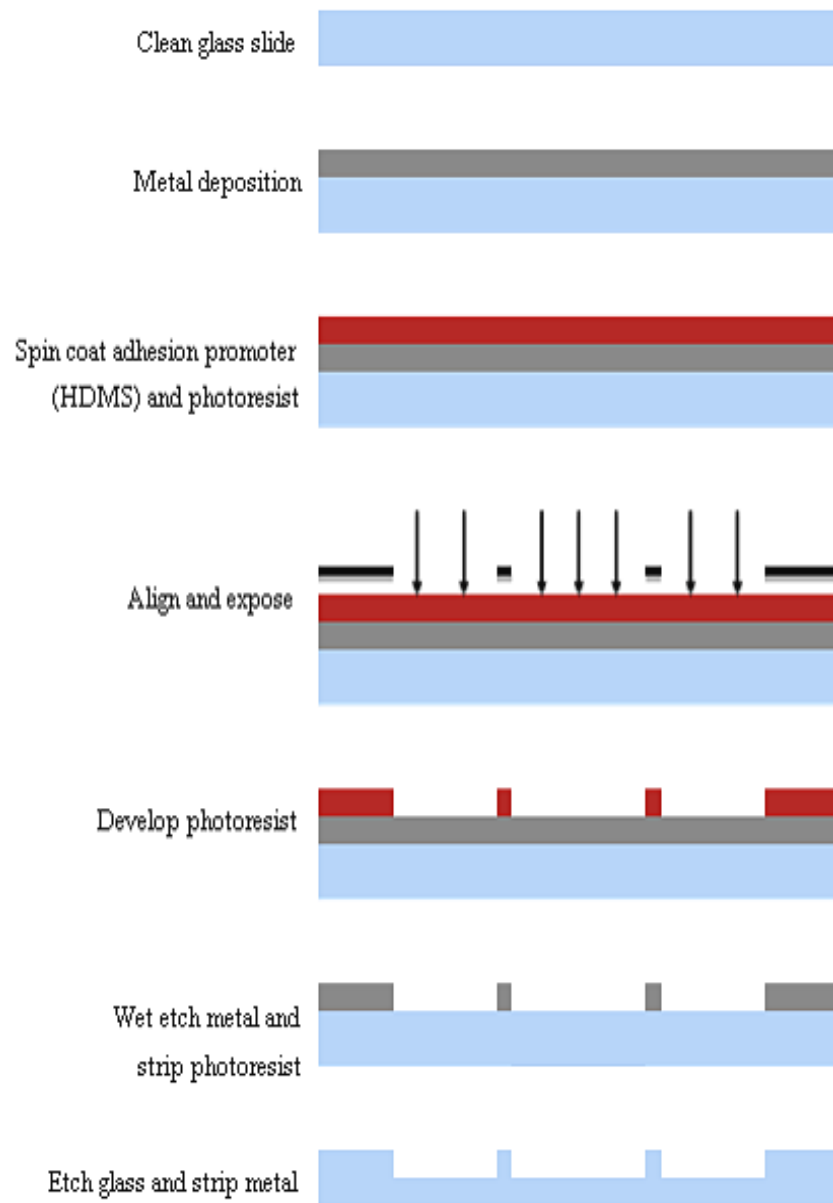 Clean glass slide
Metal deposition
Spin coat adhesion promoter
(HDMS) and photoresist
Align and expose
Develop photoresist
Wet etch metal and
strip photoresist
Etch glass and strip metal